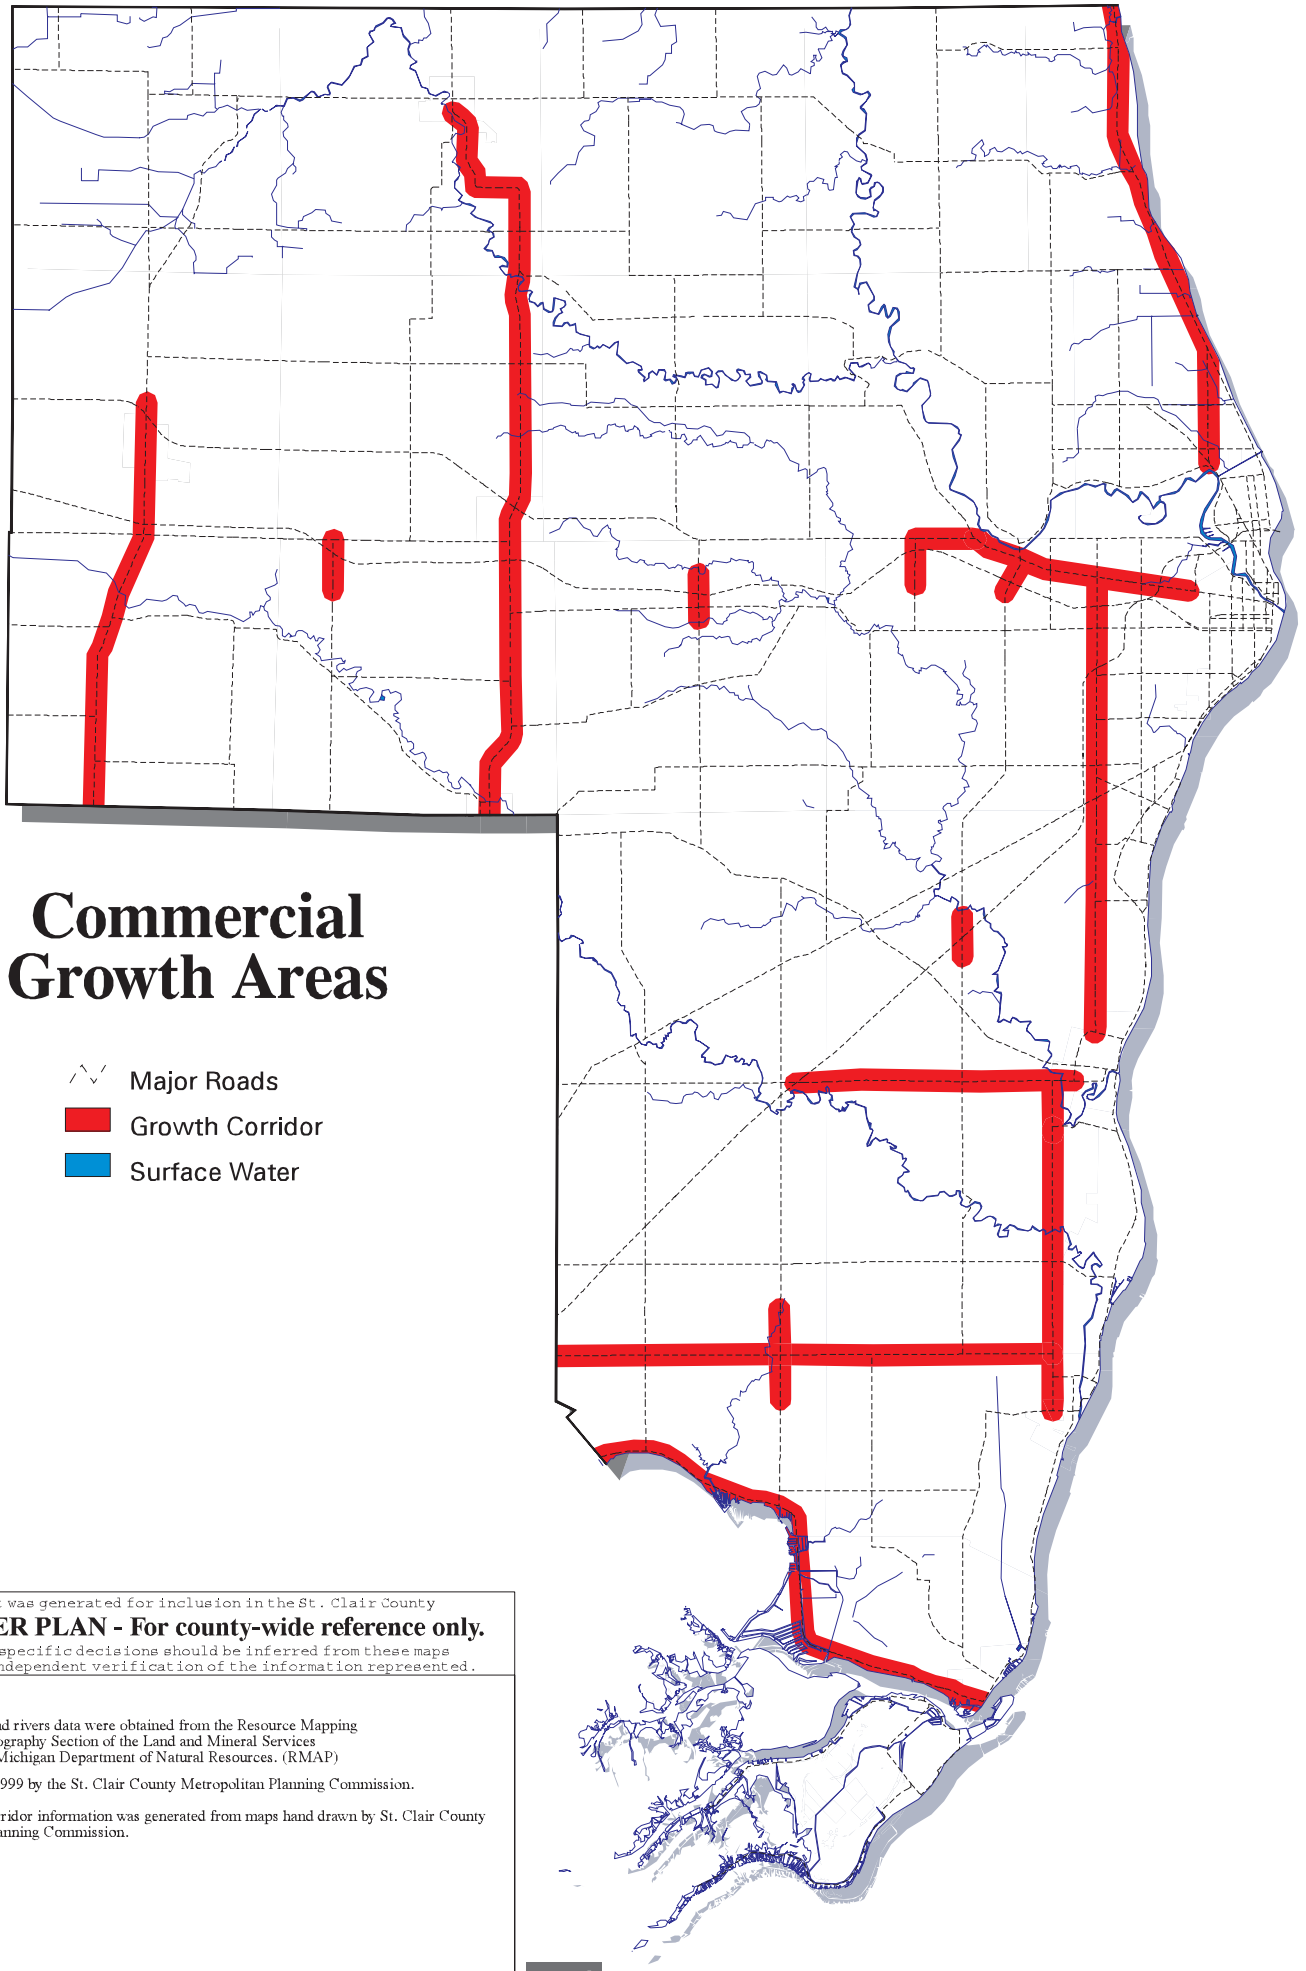 Commercial
Growth Areas
Major Roads
Growth Corridor
Surface Water
was generated for inclusion in the St. Clair County
ER PLAN - For county-wide reference only.
specific decisions should be inferred from these maps
ndependent verification of the information represented.
nd rivers data were obtained from the Resource Mapping
ography Section of the Land and Mineral Services
Michigan Department of Natural Resources. (RMAP)
999 by the St. Clair County Metropolitan Planning Commission.
rridor information was generated from maps hand drawn by St. Clair County
anning Commission.